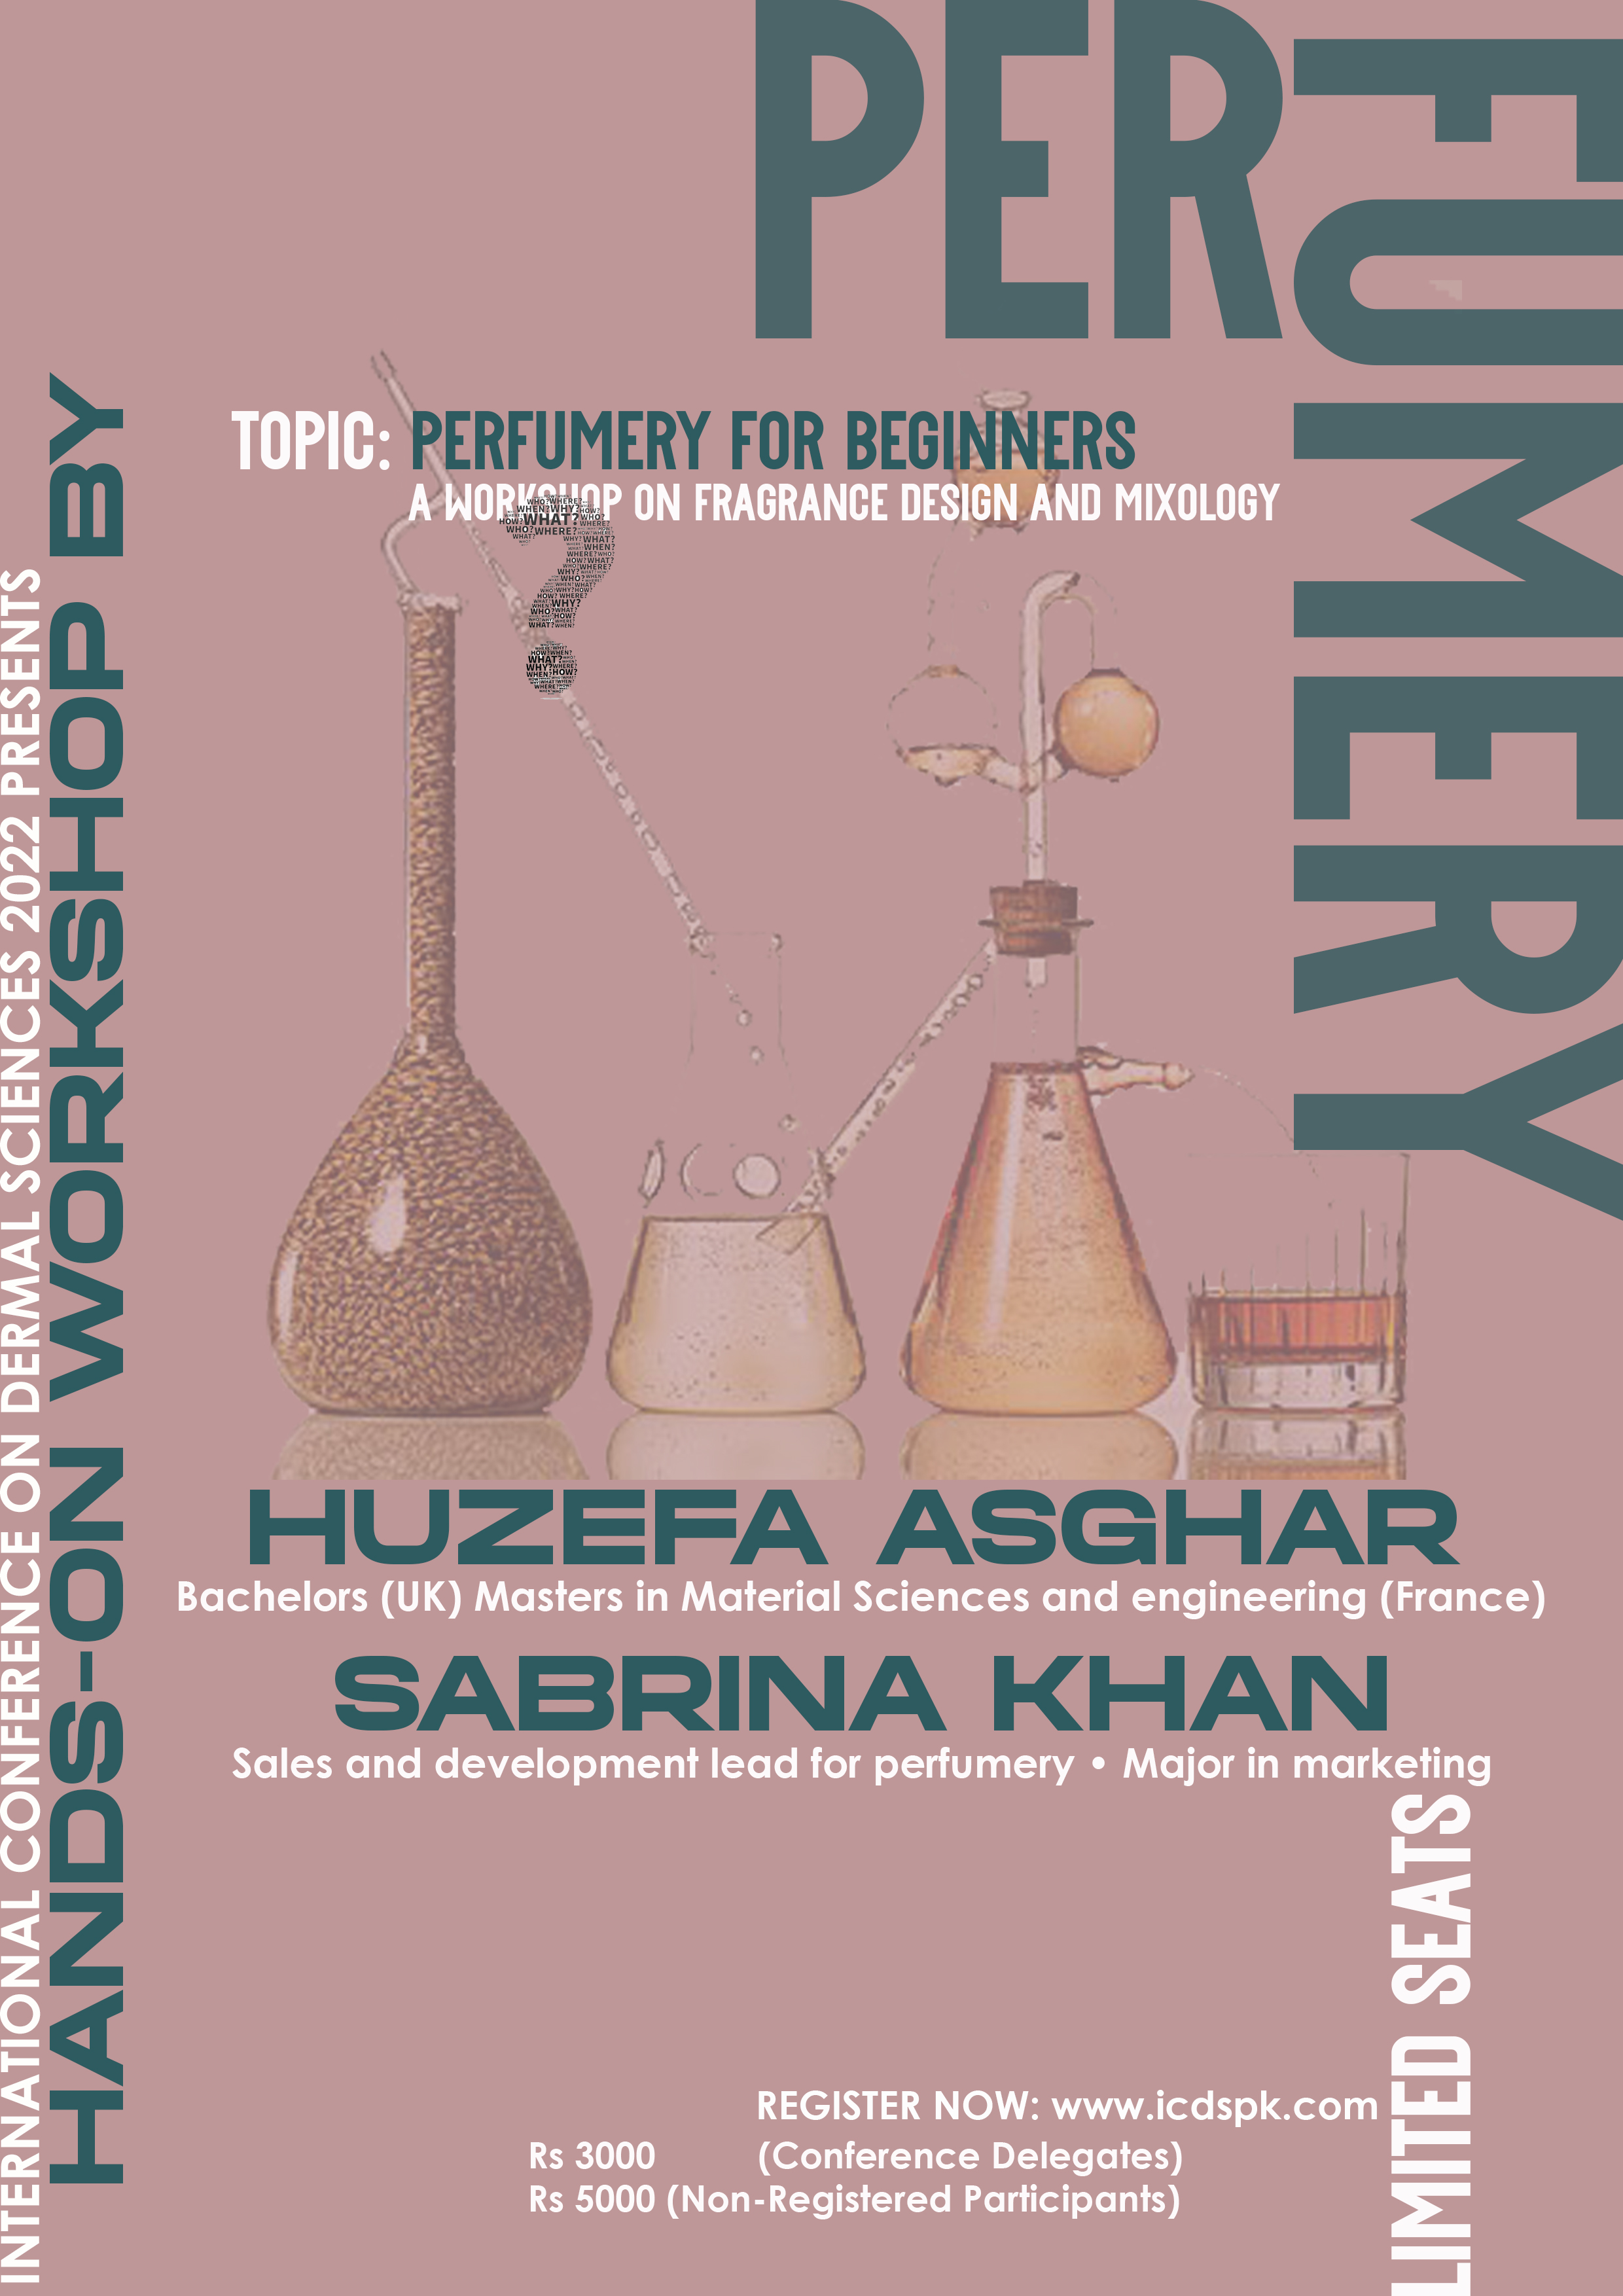 PERFUMERY
INTERNATIONAL CONFERENCE ON DERMAL SCIENCES 2022 PRESENTS
HANDS-ON WORKSHOP BY
TOPIC: PERFUMERY FOR BEGINNERS
A WORKSHOP ON FRAGRANCE DESIGN AND MIXOLOGY
HUZEFA ASGHAR
Bachelors (UK) Masters in Material Sciences and engineering (France)
SABRINA KHAN
Sales and development lead for perfumery • Major in marketing
LIMITED SEATS
REGISTER NOW: www.icdspk.com
Rs 3000 (Conference Delegates)
Rs 5000 (Non-Registered Participants)